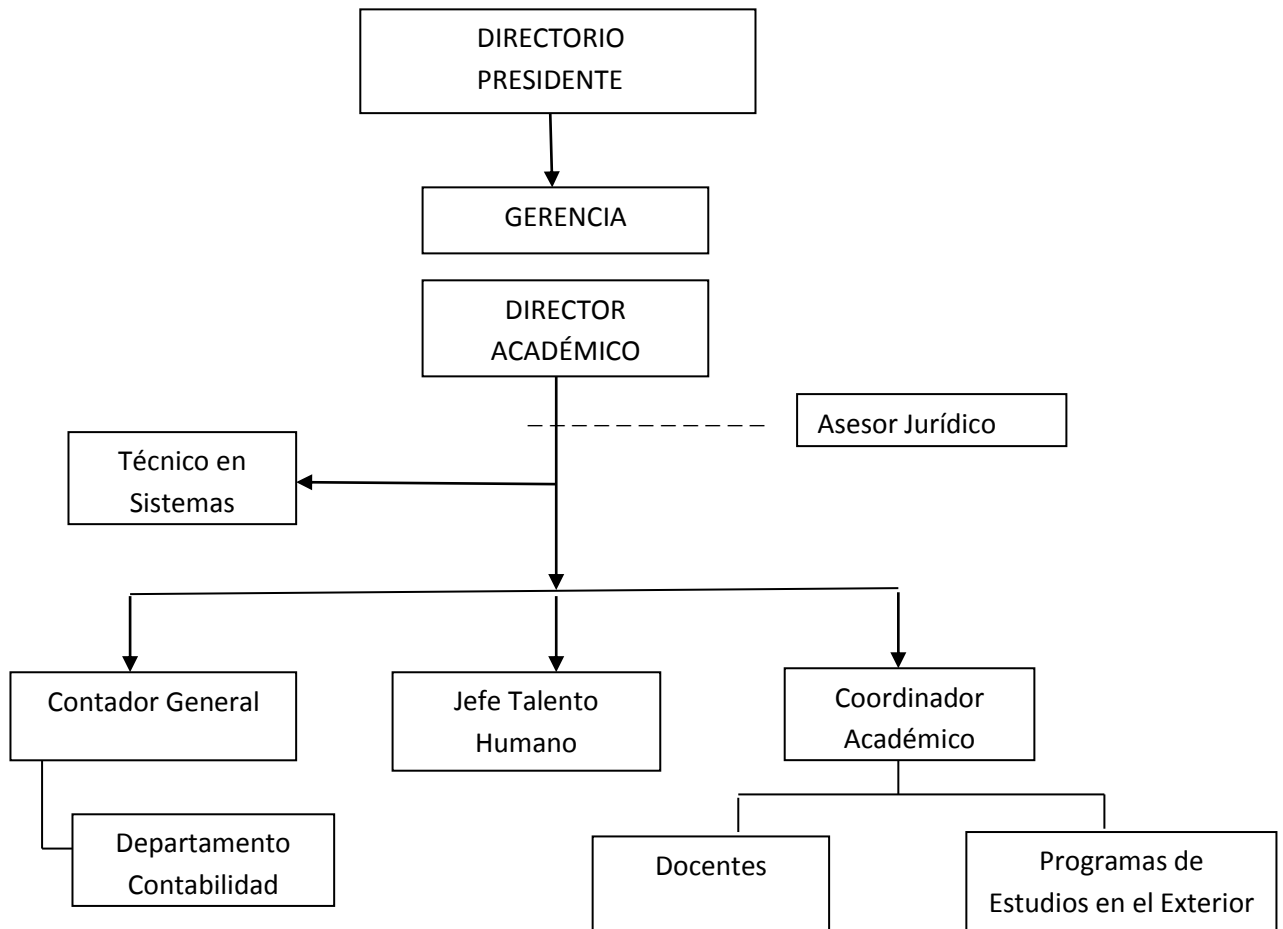 DIRECTORIO
PRESIDENTE
GERENCIA
DIRECTOR
ACADÉMICO
Asesor Jurídico
Técnico en
Sistemas
Contador General
Jefe Talento
Humano
Coordinador
Académico
Departamento
Contabilidad
Docentes
Programas de
Estudios en el Exterior